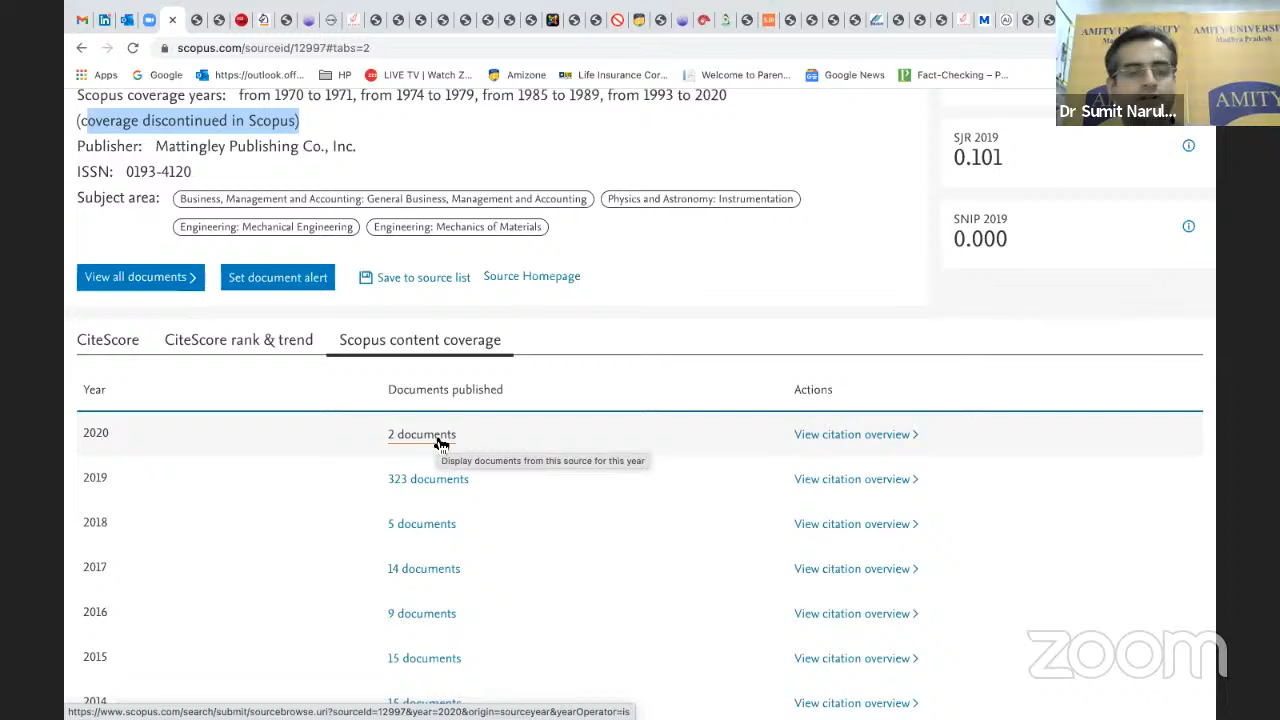 scopus.com/sourceid/12997#tabs=2
Apps Google https://outlook.off... HP LIVE TV | Watch Z... Amizone Life Insurance Cor... Welcome to Paren... Google News Fact-Checking – P...
AMITY UNIVERSITY
Madhya Pradesh
AMITY
Dr Sumit Narul...
Scopus coverage years: from 1970 to 1971, from 1974 to 1979, from 1985 to 1989, from 1993 to 2020
(coverage discontinued in Scopus)
Publisher: Mattingley Publishing Co., Inc.
ISSN: 0193-4120
Subject area: Business, Management and Accounting: General Business, Management and Accounting Physics and Astronomy: Instrumentation
Engineering: Mechanical Engineering Engineering: Mechanics of Materials
View all documents > Set document alert Save to source list Source Homepage
SJR 2019
0.101
SNIP 2019
0.000
CiteScore CiteScore rank & trend Scopus content coverage
Year Documents published Actions
2020 2 documents View citation overview >
Display documents from this source for this year
2019 323 documents View citation overview >
2018 5 documents View citation overview >
2017 14 documents View citation overview >
2016 9 documents View citation overview >
2015 15 documents View citation overview >
2014 15 documents View citation overview >
https://www.scopus.com/search/submit/sourcebrowse.uri?sourceId=12997&year=2020&origin=sourceyear&yearOperator=is
zoom